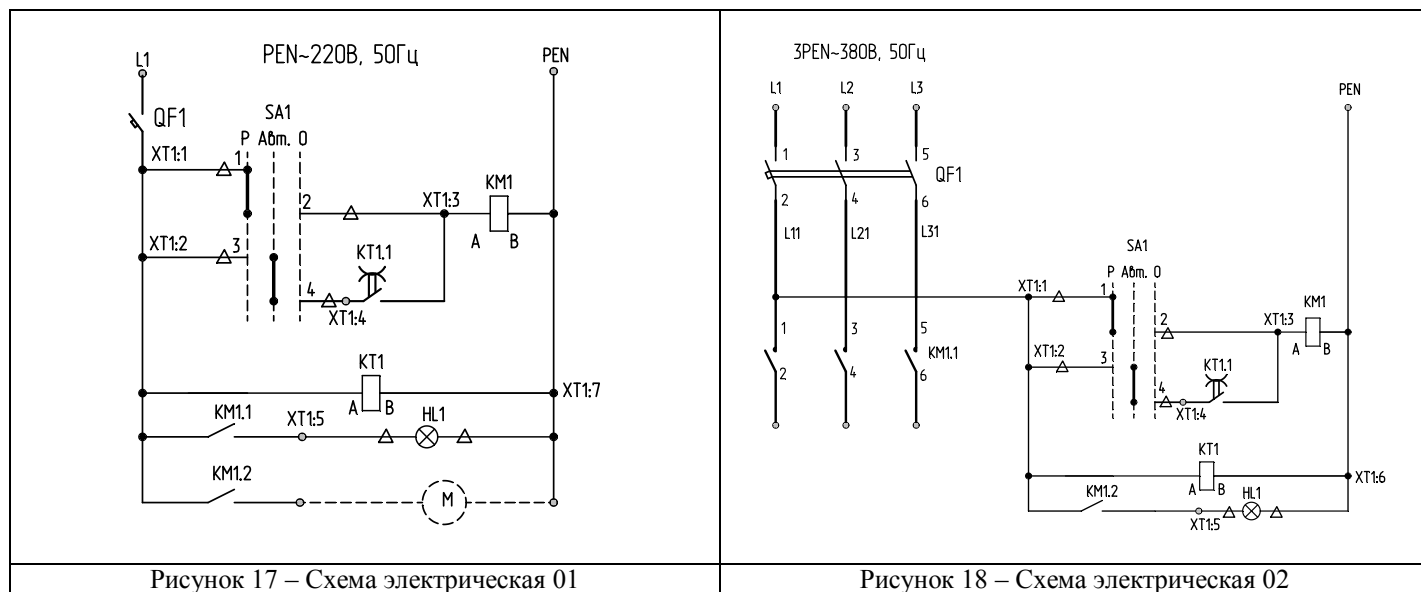 PEN~220В, 50Гц
L1
PEN
QF1
SA1
Р Авт. О
XT1:1
1
2
XT1:3
KM1
A
B
XT1:2
3
KT1.1
4
XT1:4
KT1
A
B
XT1:7
KM1.1
XT1:5
HL1
KM1.2
M
Рисунок 17 – Схема электрическая 01
3PEN~380В, 50Гц
L1
L2
L3
PEN
1
3
5
QF1
2
4
6
L11
L21
L31
SA1
Р Авт. О
XT1:1
1
2
XT1:3
KM1
A
B
1
3
5
KM1.1
2
4
6
XT1:2
3
KT1.1
4
XT1:4
KT1
A
B
XT1:6
KM1.2
HL1
XT1:5
Рисунок 18 – Схема электрическая 02